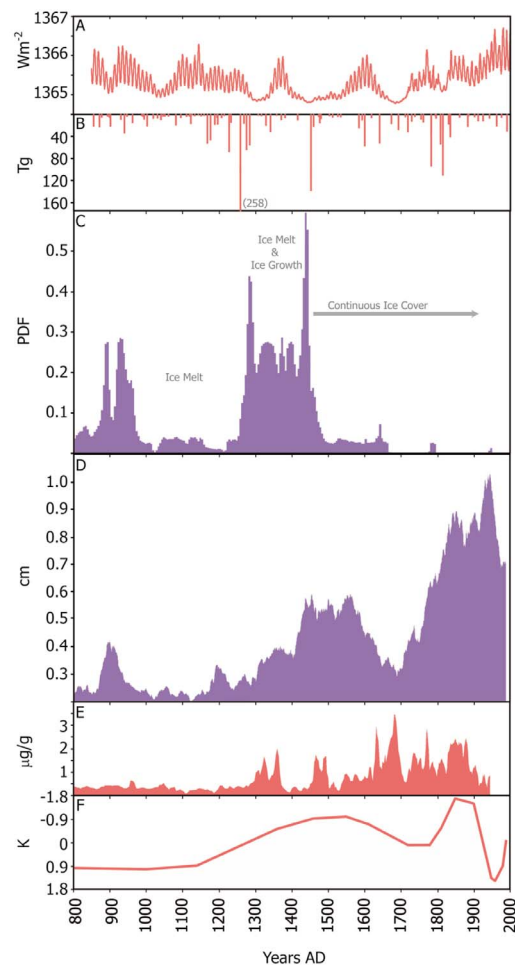 A
1367
1366
1365
Wm-2
B
40
80
120
160
Tg
(258)
C
Ice Melt
&
Ice Growth
Continuous Ice Cover
Ice Melt
0.5
0.4
0.3
0.2
0.1
PDF
D
1.0
0.9
0.8
0.7
0.6
0.5
0.4
0.3
cm
E
3
2
1
µg/g
F
-1.8
-0.9
0
0.9
1.8
K
800
900
1000
1100
1200
1300
1400
1500
1600
1700
1800
1900
2000
Years AD